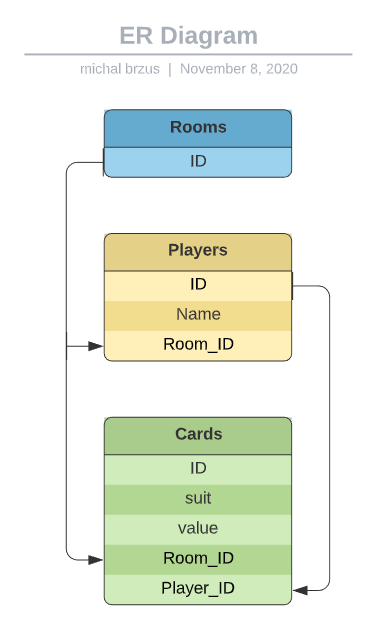 ER Diagram
michal brzus | November 8, 2020
Rooms
ID
Players
ID
Name
Room_ID
Cards
ID
suit
value
Room_ID
Player_ID